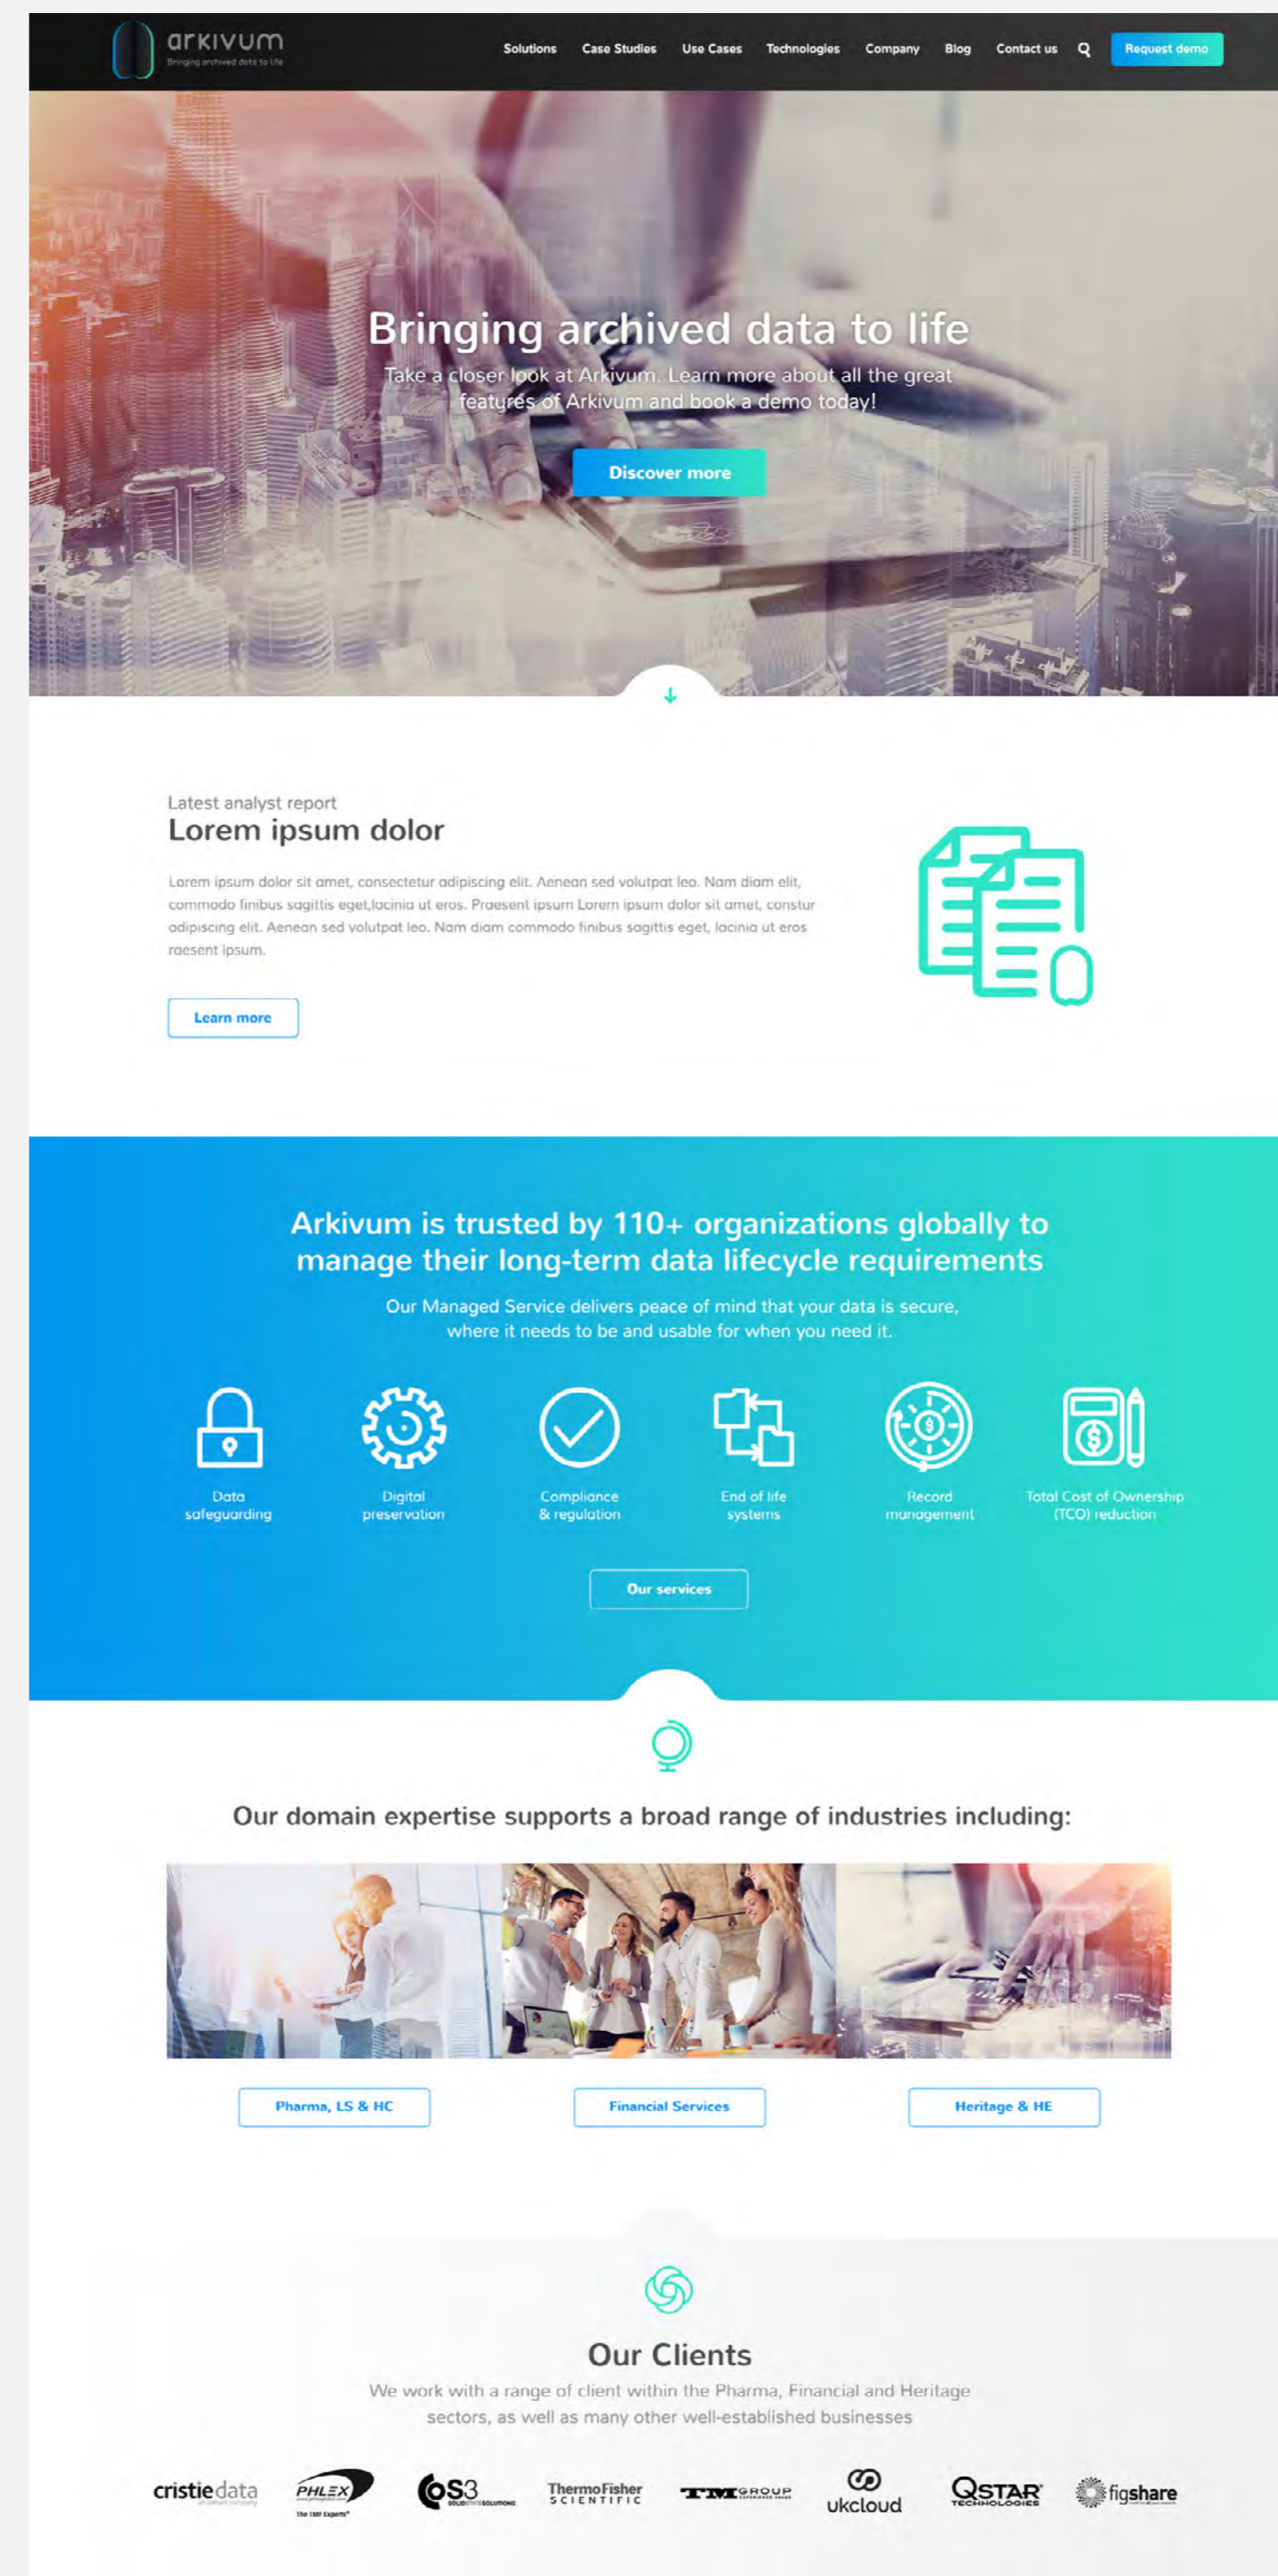 arkivum
Bringing archived data to life
Solutions Case Studies Use Cases Technologies Company Blog Contact us Request demo
Bringing archived data to life
Take a closer look at Arkivum. Learn more about all the great
features of Arkivum and book a demo today!
Discover more
Latest analyst report
Lorem ipsum dolor
Lorem ipsum dolor sit amet, consectetur adipiscing elit. Aenean sed volutpat leo. Nam diam elit,
commodo finibus sagittis eget,lacinia ut eros. Praesent ipsum Lorem ipsum dolor sit amet, constur
adipiscing elit. Aenean sed volutpat leo. Nam diam commodo finibus sagittis eget, lacinia ut eros
raesent ipsum.
Learn more
Arkivum is trusted by 110+ organizations globally to
manage their long-term data lifecycle requirements
Our Managed Service delivers peace of mind that your data is secure,
where it needs to be and usable for when you need it.
Data
safeguarding
Digital
preservation
Compliance
& regulation
End of life
systems
Record
management
Total Cost of Ownership
(TCO) reduction
Our services
Our domain expertise supports a broad range of industries including:
Pharma, LS & HC
Financial Services
Heritage & HE
Our Clients
We work with a range of client within the Pharma, Financial and Heritage
sectors, as well as many other well-established businesses
cristie data
PHLEX
The TMF Experts®
OS3
SOLIDSTATESOLUTIONS
ThermoFisher
SCIENTIFIC
TM GROUP
ukcloud
QSTAR
TECHNOLOGIES
figshare